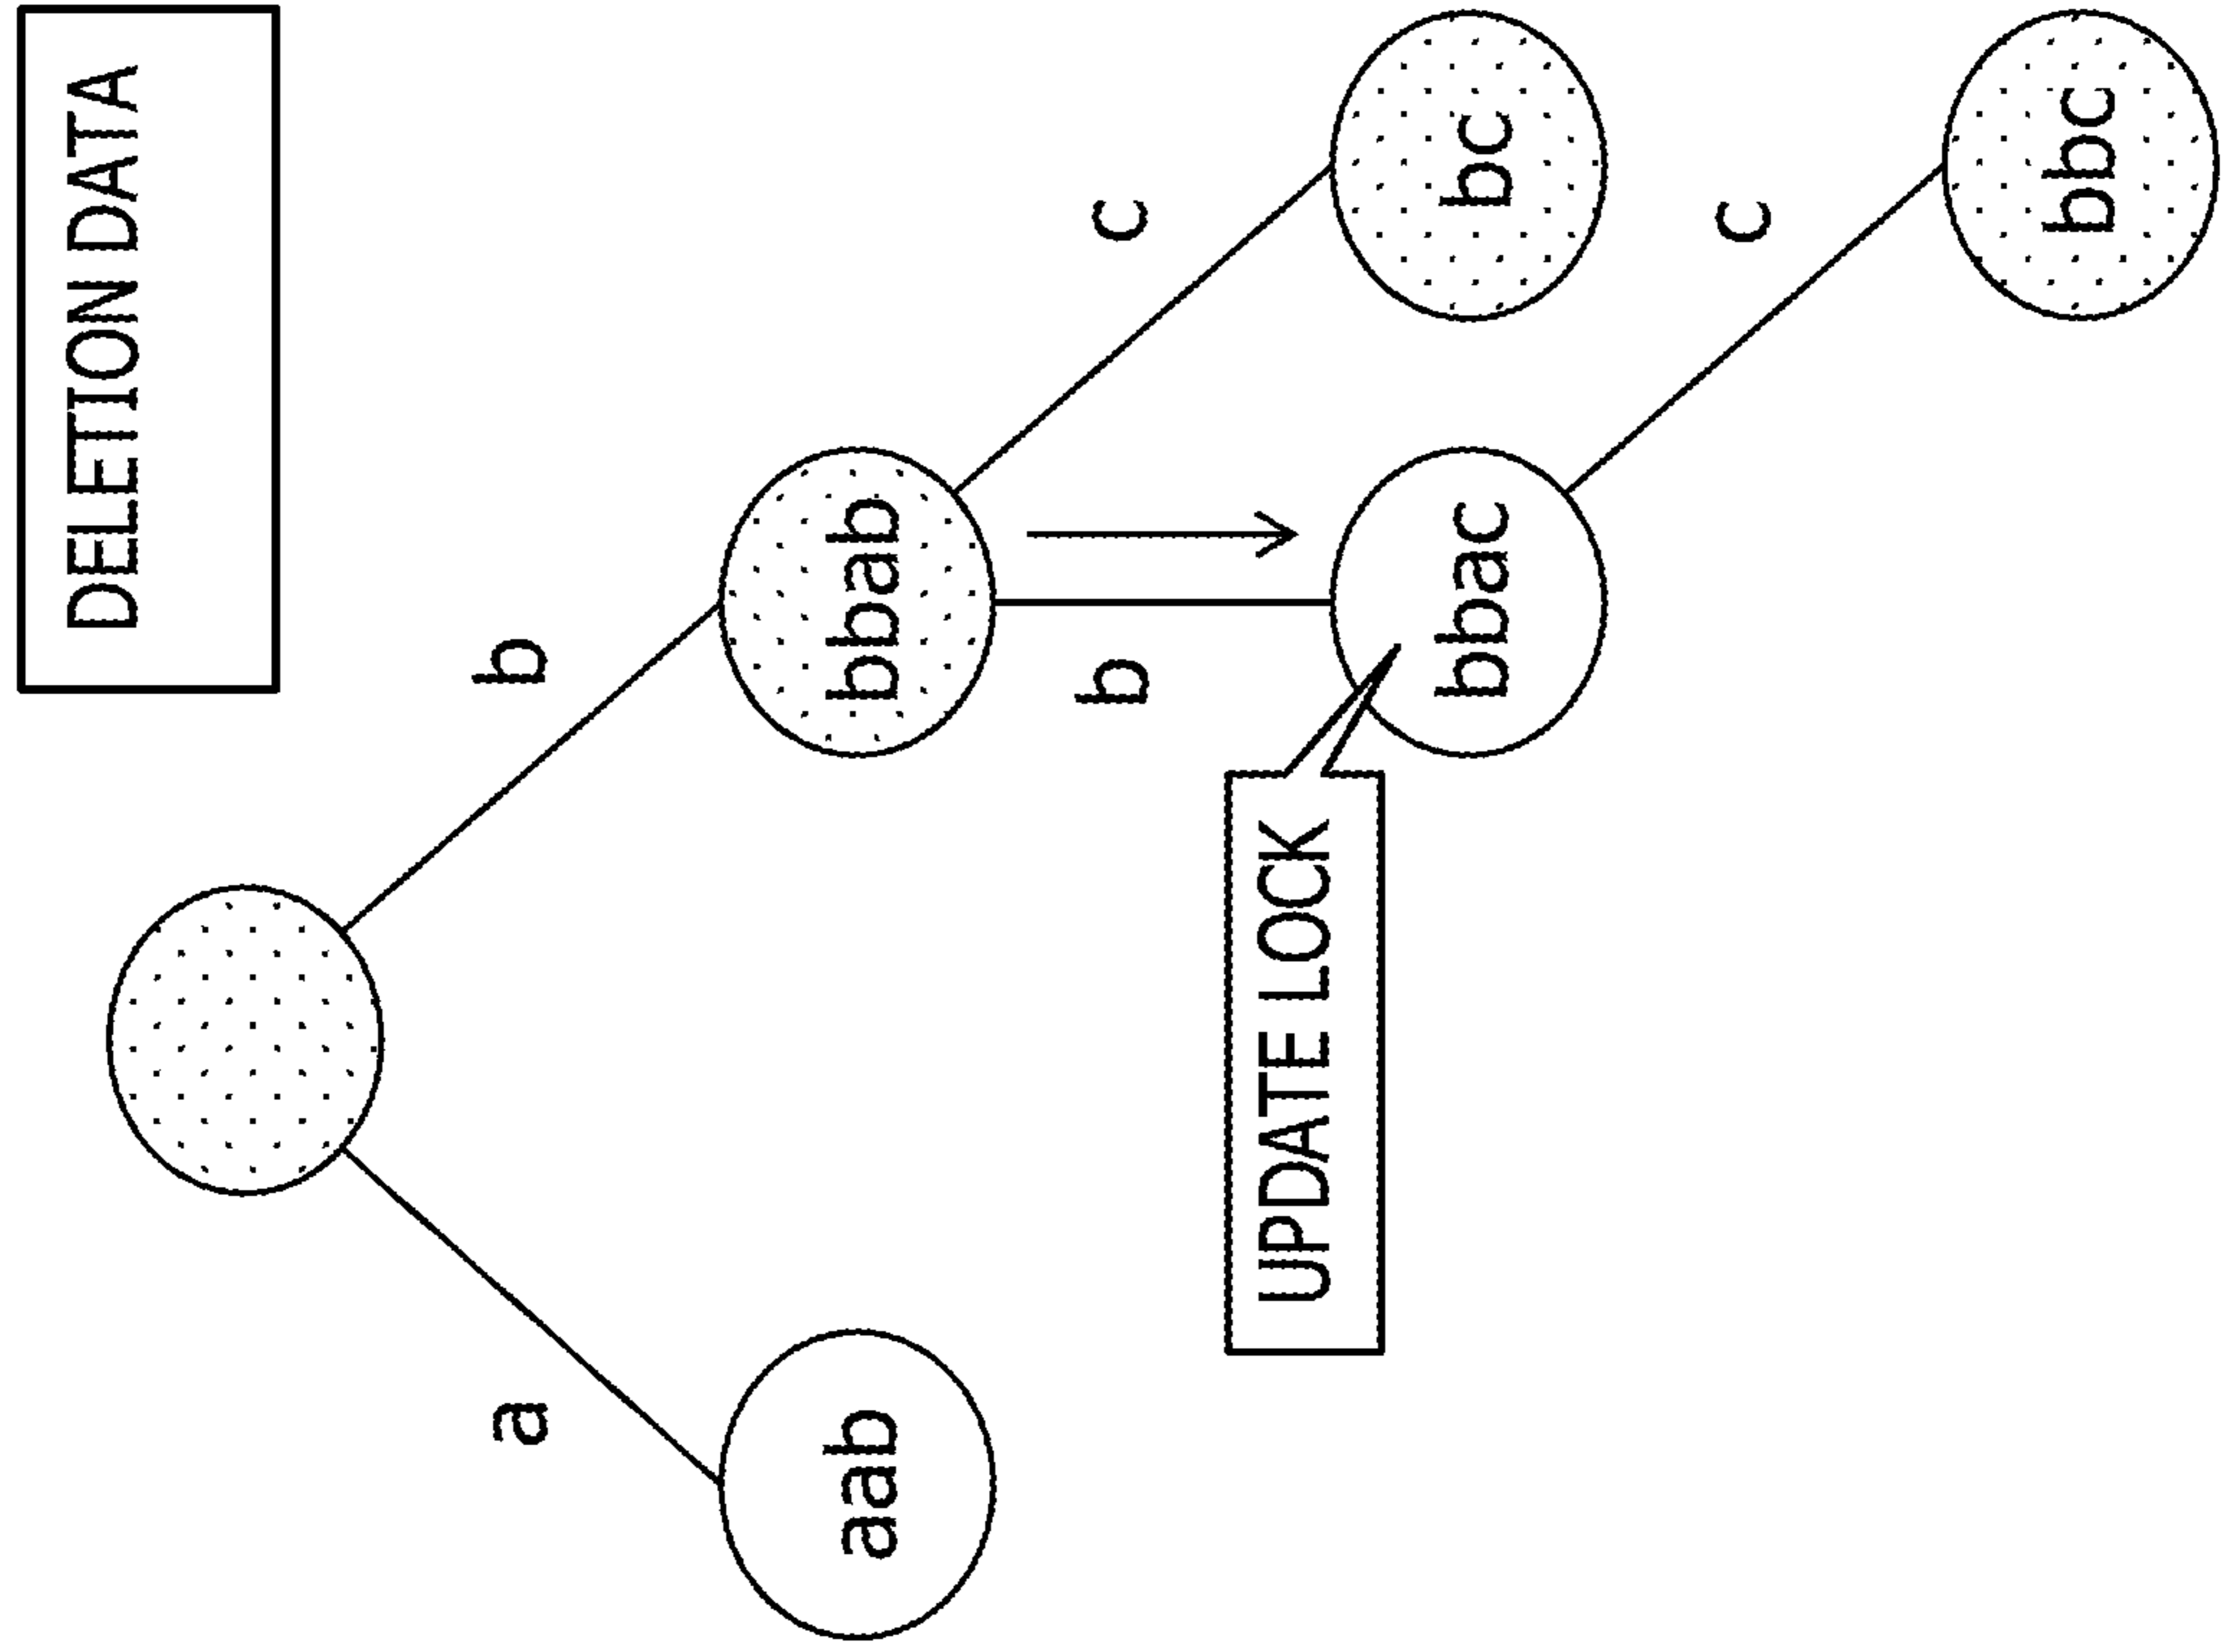 DELETION DATA
a
b
aab
bbab
b
c
UPDATE LOCK
bbac
bc
c
bbc